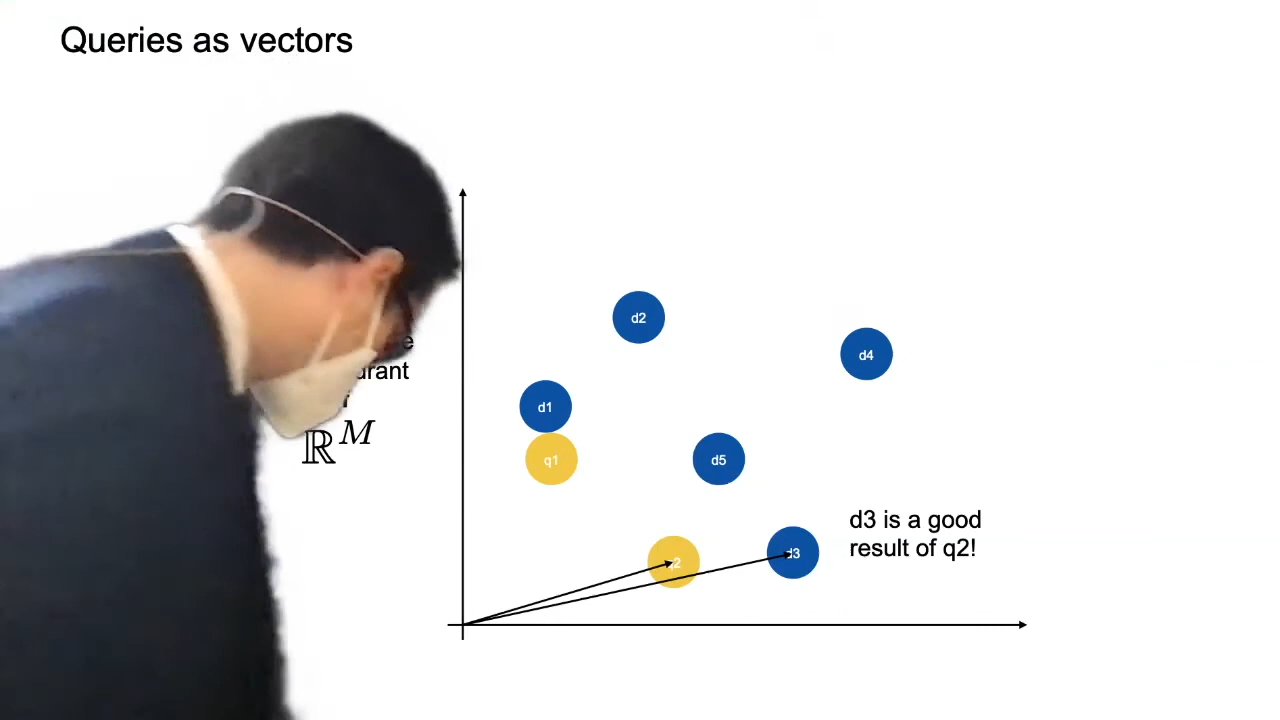 Queries as vectors
d2
d4
d1
q1
d5
d3 is a good
result of q2!
d3
ℝ^M